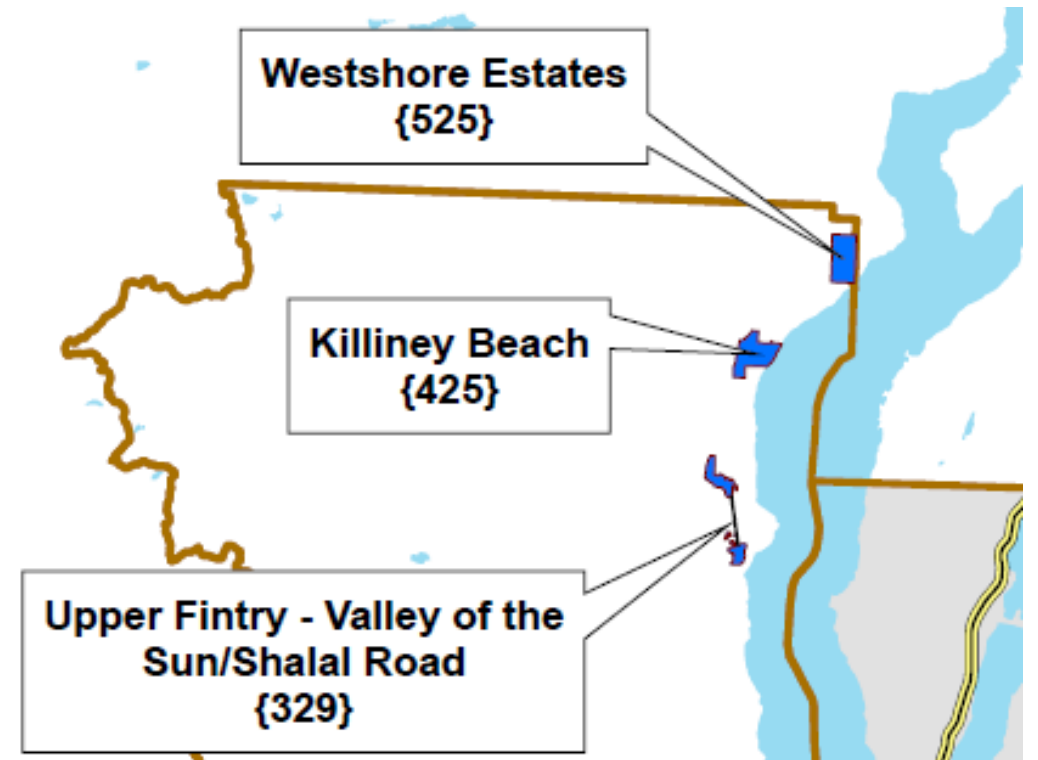 Westshore Estates
{525}
Killiney Beach
{425}
Upper Fintry - Valley of the
Sun/Shalal Road
{329}